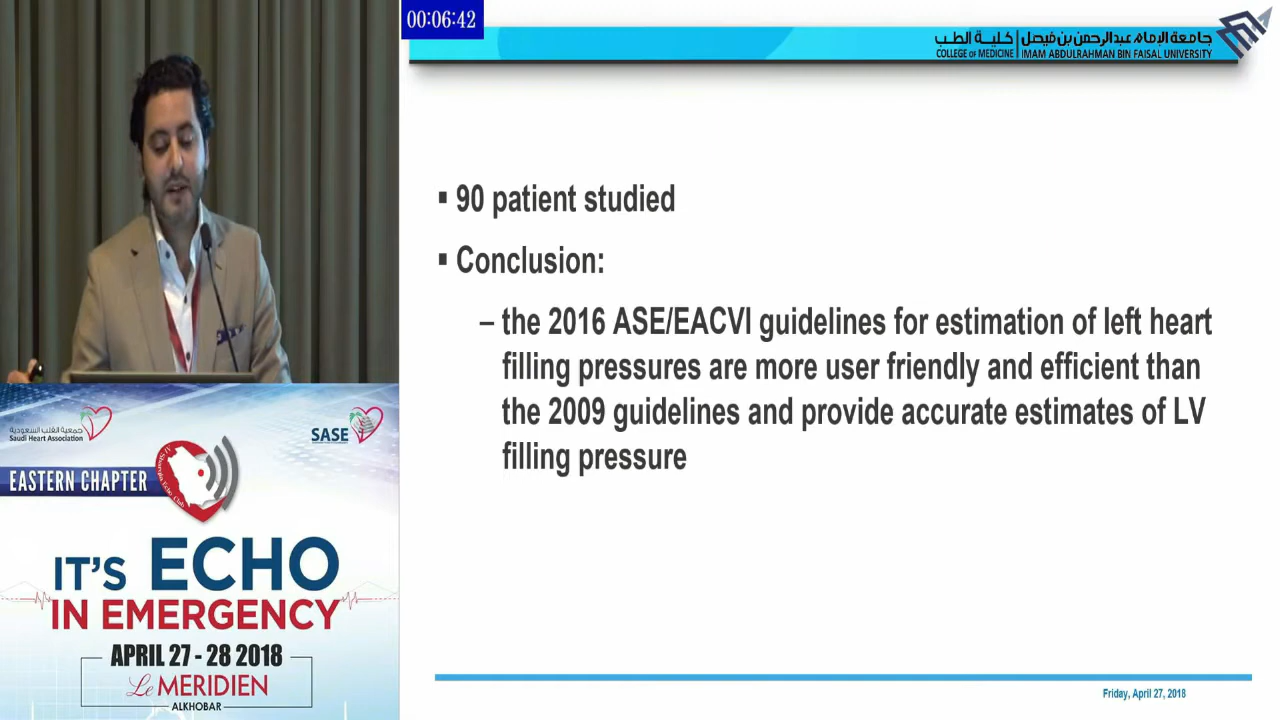 00:06:42
كلية الطب
COLLEGE OF MEDICINE
جامعة الإمام عبدالرحمن بن فيصل
IMAM ABDULRAHMAN BIN FAISAL UNIVERSITY
▪ 90 patient studied
▪ Conclusion:
– the 2016 ASE/EACVI guidelines for estimation of left heart
filling pressures are more user friendly and efficient than
the 2009 guidelines and provide accurate estimates of LV
filling pressure
Friday, April 27, 2018
جمعية القلب السعودية
Saudi Heart Association
SASE
EASTERN CHAPTER
Al Sharqia Echo Club
IT'S ECHO
IN EMERGENCY
APRIL 27 - 28 2018
Le MERIDIEN
ALKHOBAR